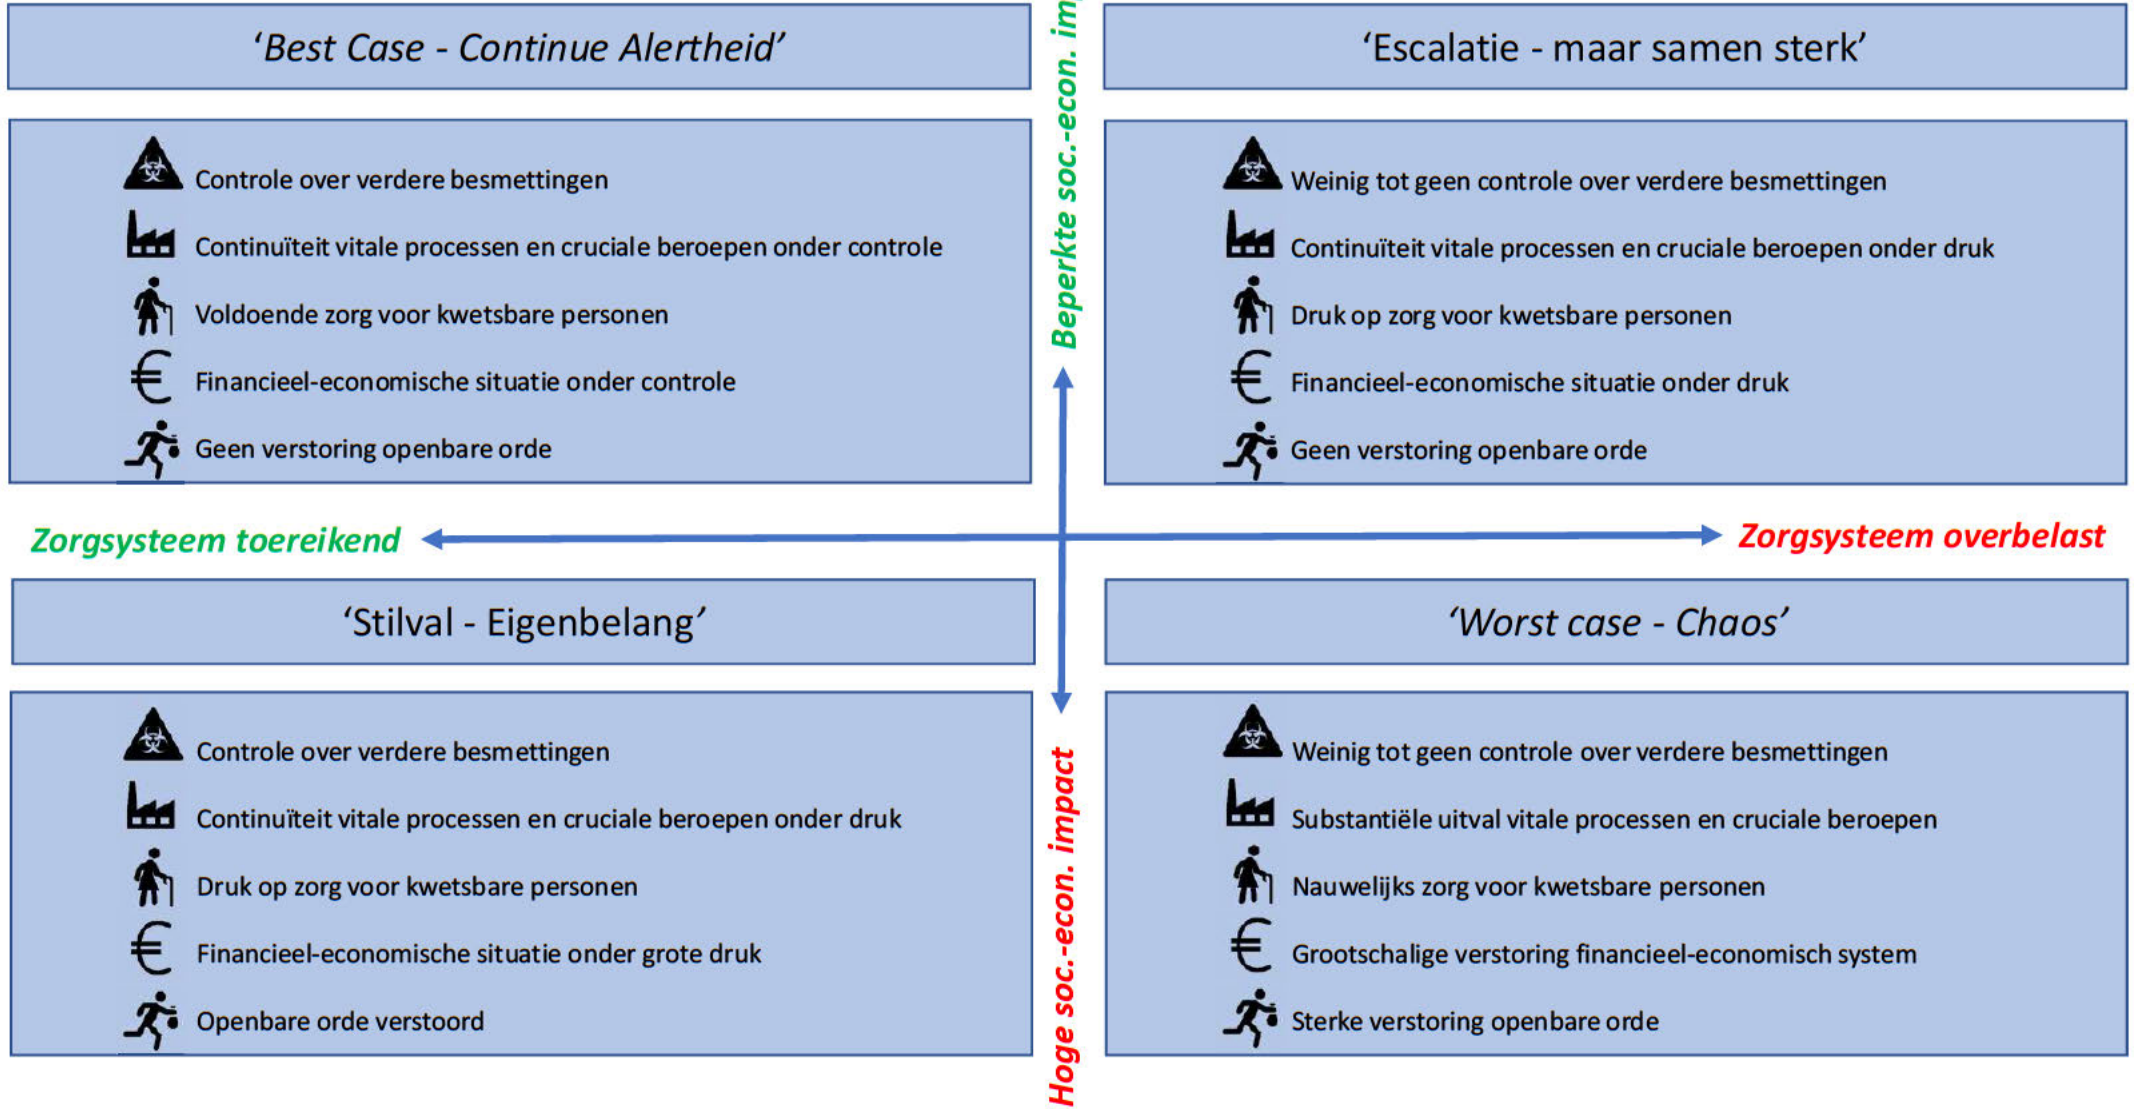 ‘Best Case - Continue Alertheid’
Controle over verdere besmettingen
Continuïteit vitale processen en cruciale beroepen onder controle
Voldoende zorg voor kwetsbare personen
Financieel-economische situatie onder controle
Geen verstoring openbare orde
Beperkte soc.-econ.
‘Escalatie - maar samen sterk’
Weinig tot geen controle over verdere besmettingen
Continuïteit vitale processen en cruciale beroepen onder druk
Druk op zorg voor kwetsbare personen
Financieel-economische situatie onder druk
Geen verstoring openbare orde
Zorgsysteem toereikend
Zorgsysteem overbelast
‘Stilval - Eigenbelang’
Controle over verdere besmettingen
Continuïteit vitale processen en cruciale beroepen onder druk
Druk op zorg voor kwetsbare personen
Financieel-economische situatie onder grote druk
Openbare orde verstoord
Hoge soc.-econ. impact
‘Worst case - Chaos’
Weinig tot geen controle over verdere besmettingen
Substantiële uitval vitale processen en cruciale beroepen
Nauwelijks zorg voor kwetsbare personen
Grootschalige verstoring financieel-economisch system
Sterke verstoring openbare orde